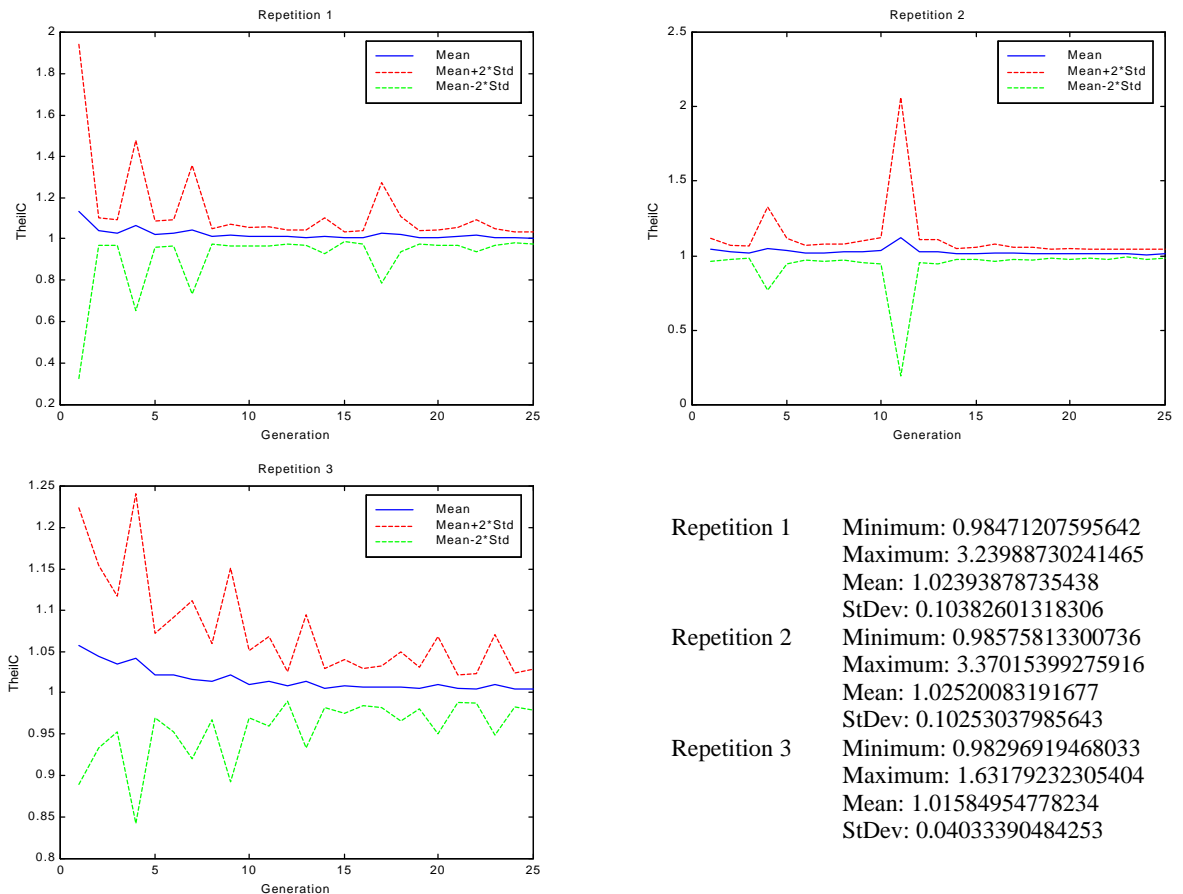 Repetition 1
2
1.8
1.6
1.4
1.2
1
0.8
0.6
0.4
0.2
TheilC
0 5 10 15 20 25
Generation
Mean
Mean+2*Std
Mean-2*Std
Repetition 2
2.5
2
1.5
1
0.5
0
TheilC
0 5 10 15 20 25
Generation
Mean
Mean+2*Std
Mean-2*Std
Repetition 3
1.25
1.2
1.15
1.1
1.05
1
0.95
0.9
0.85
0.8
TheilC
0 5 10 15 20 25
Generation
Mean
Mean+2*Std
Mean-2*Std
Repetition 1 Minimum: 0.98471207595642
Maximum: 3.23988730241465
Mean: 1.02393878735438
StDev: 0.10382601318306
Repetition 2 Minimum: 0.98575813300736
Maximum: 3.37015399275916
Mean: 1.02520083191677
StDev: 0.10253037985643
Repetition 3 Minimum: 0.98296919468033
Maximum: 1.63179232305404
Mean: 1.01584954778234
StDev: 0.04033390484253